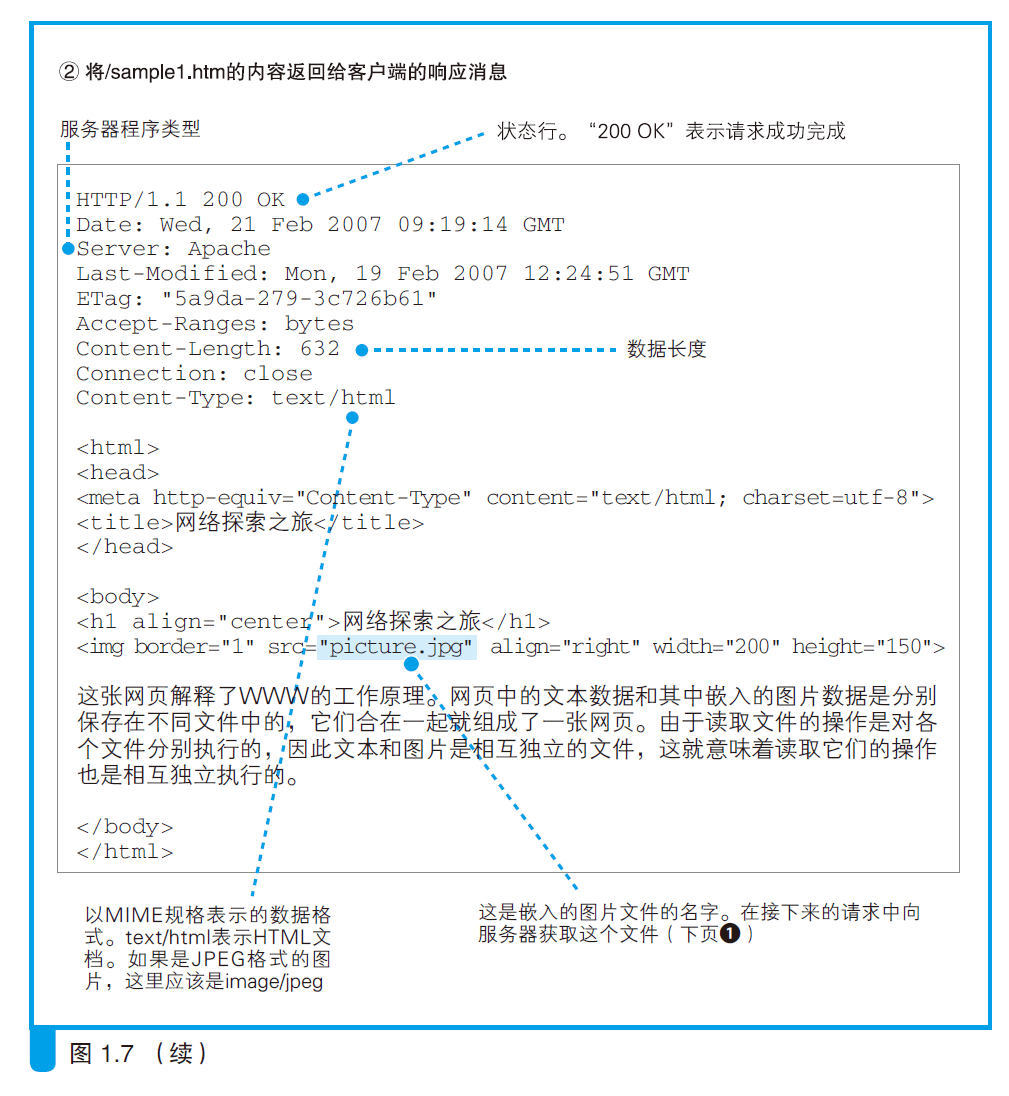 ② 将/sample1.htm的内容返回给客户端的响应消息
服务器程序类型
状态行。“200 OK”表示请求成功完成
HTTP/1.1 200 OK
Date: Wed, 21 Feb 2007 09:19:14 GMT
Server: Apache
Last-Modified: Mon, 19 Feb 2007 12:24:51 GMT
ETag: "5a9da-279-3c726b61"
Accept-Ranges: bytes
Content-Length: 632
数据长度
Connection: close
Content-Type: text/html
<html>
<head>
<meta http-equiv="Content-Type" content="text/html; charset=utf-8">
<title>网络探索之旅</title>
</head>
<body>
<h1 align="center">网络探索之旅</h1>
<img border="1" src="picture.jpg" align="right" width="200" height="150">
这张网页解释了WWW的工作原理。网页中的文本数据和其中嵌入的图片数据是分别
保存在不同文件中的，它们合在一起就组成了一张网页。由于读取文件的操作是对各
个文件分别执行的，因此文本和图片是相互独立的文件，这就意味着读取它们的操作
也是相互独立执行的。
</body>
</html>
以MIME规格表示的数据格
式。text/html表示HTML文
档。如果是JPEG格式的图
片，这里应该是image/jpeg
这是嵌入的图片文件的名字。在接下来的请求中向
服务器获取这个文件（下页❶）
图 1.7 （续）